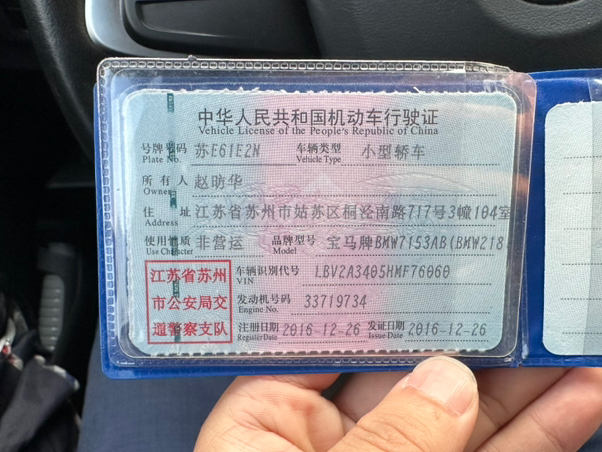 中华人民共和国机动车行驶证
Vehicle License of the People's Republic of China
号牌号码 苏E61E2N 车辆类型 小型轿车
Plate No. Vehicle Type
所有人 赵昉华
Owner
住址 江苏省苏州市姑苏区桐泾南路717号3幢104室
使用性质 非营运 品牌型号 宝马牌BMW7153AB(BMW218
Use Character Model
江苏省苏州
市公安局交
道警察支队
车辆识别代号 LBV2A3405HMF76060
VIN
发动机号码 33719734
Engine No.
注册日期 2016-12-26 发证日期 2016-12-26
Register Date Issue Date